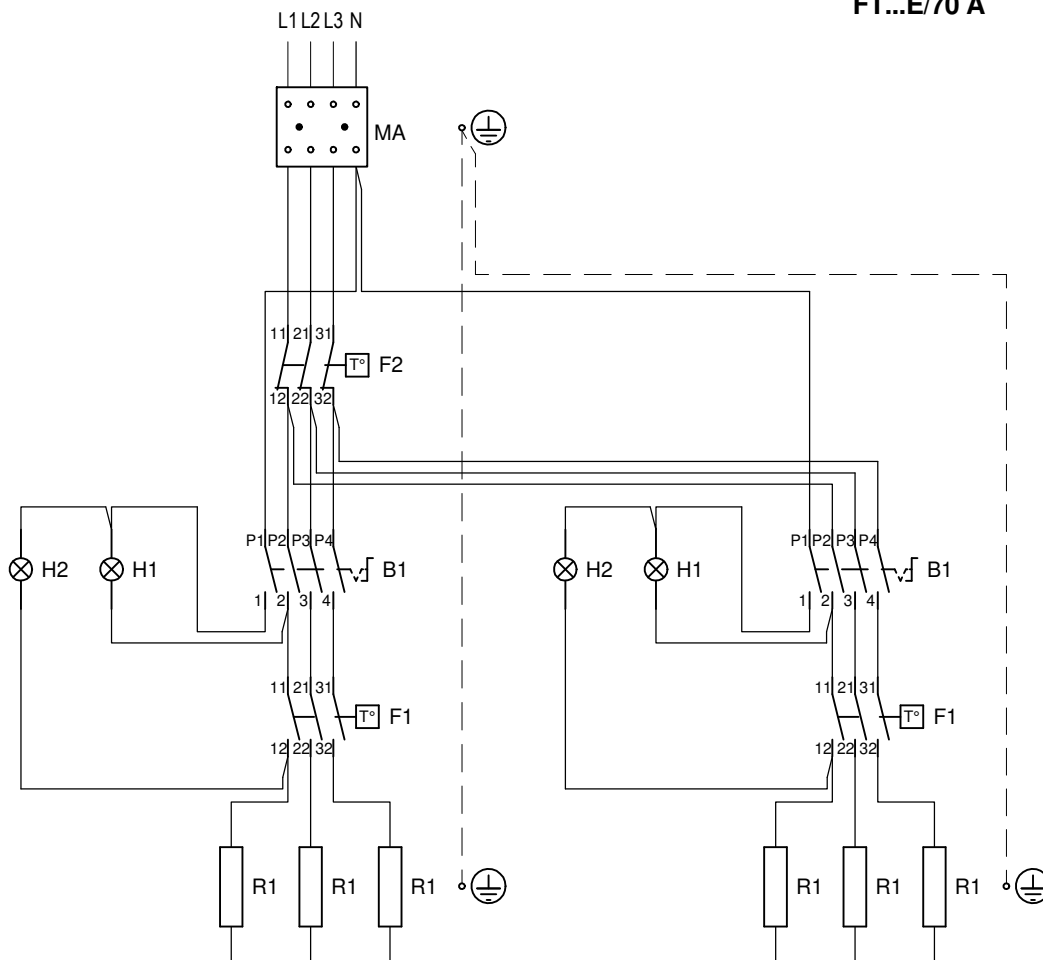 FT...E/70 A
L1 L2 L3 N
MA
11 21 31
T° F2
12 22 32
P1 P2 P3 P4
H2 H1 B1
1 2 3 4
P1 P2 P3 P4
H2 H1 B1
1 2 3 4
11 21 31
T° F1
12 22 32
11 21 31
T° F1
12 22 32
R1 R1 R1
R1 R1 R1